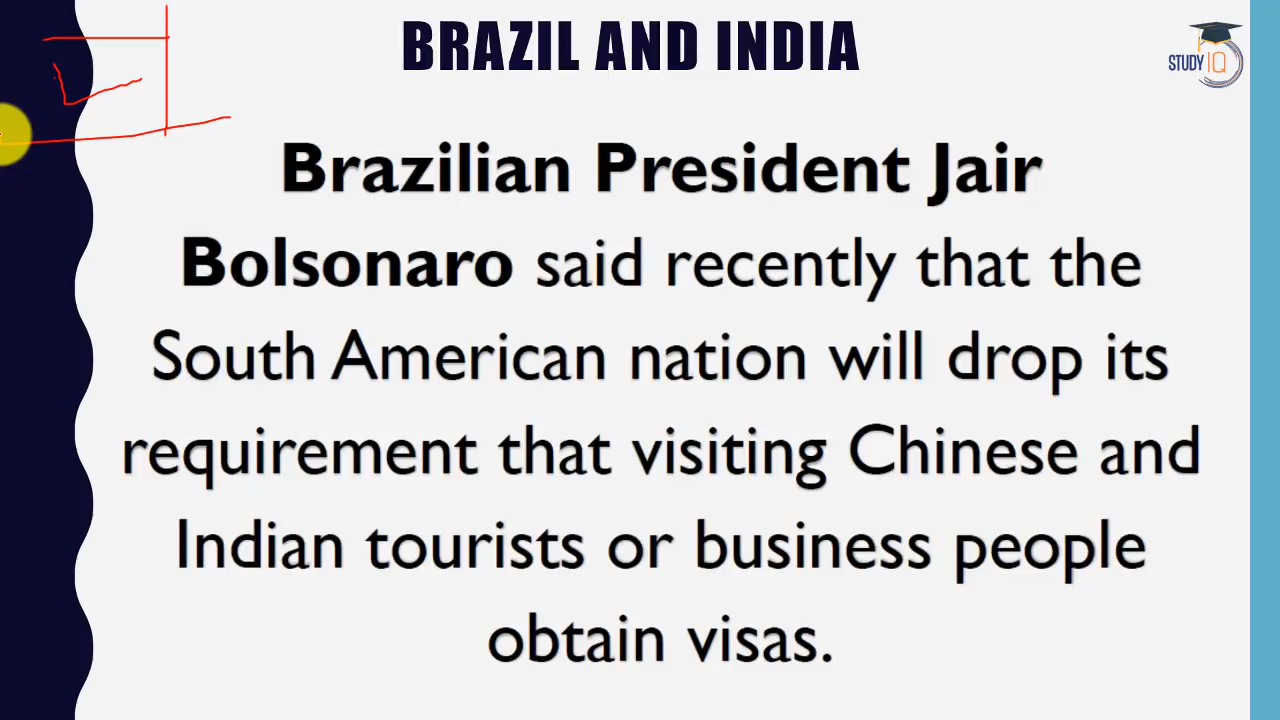 BRAZIL AND INDIA
STUDY IQ
Brazilian President Jair
Bolsonaro said recently that the
South American nation will drop its
requirement that visiting Chinese and
Indian tourists or business people
obtain visas.